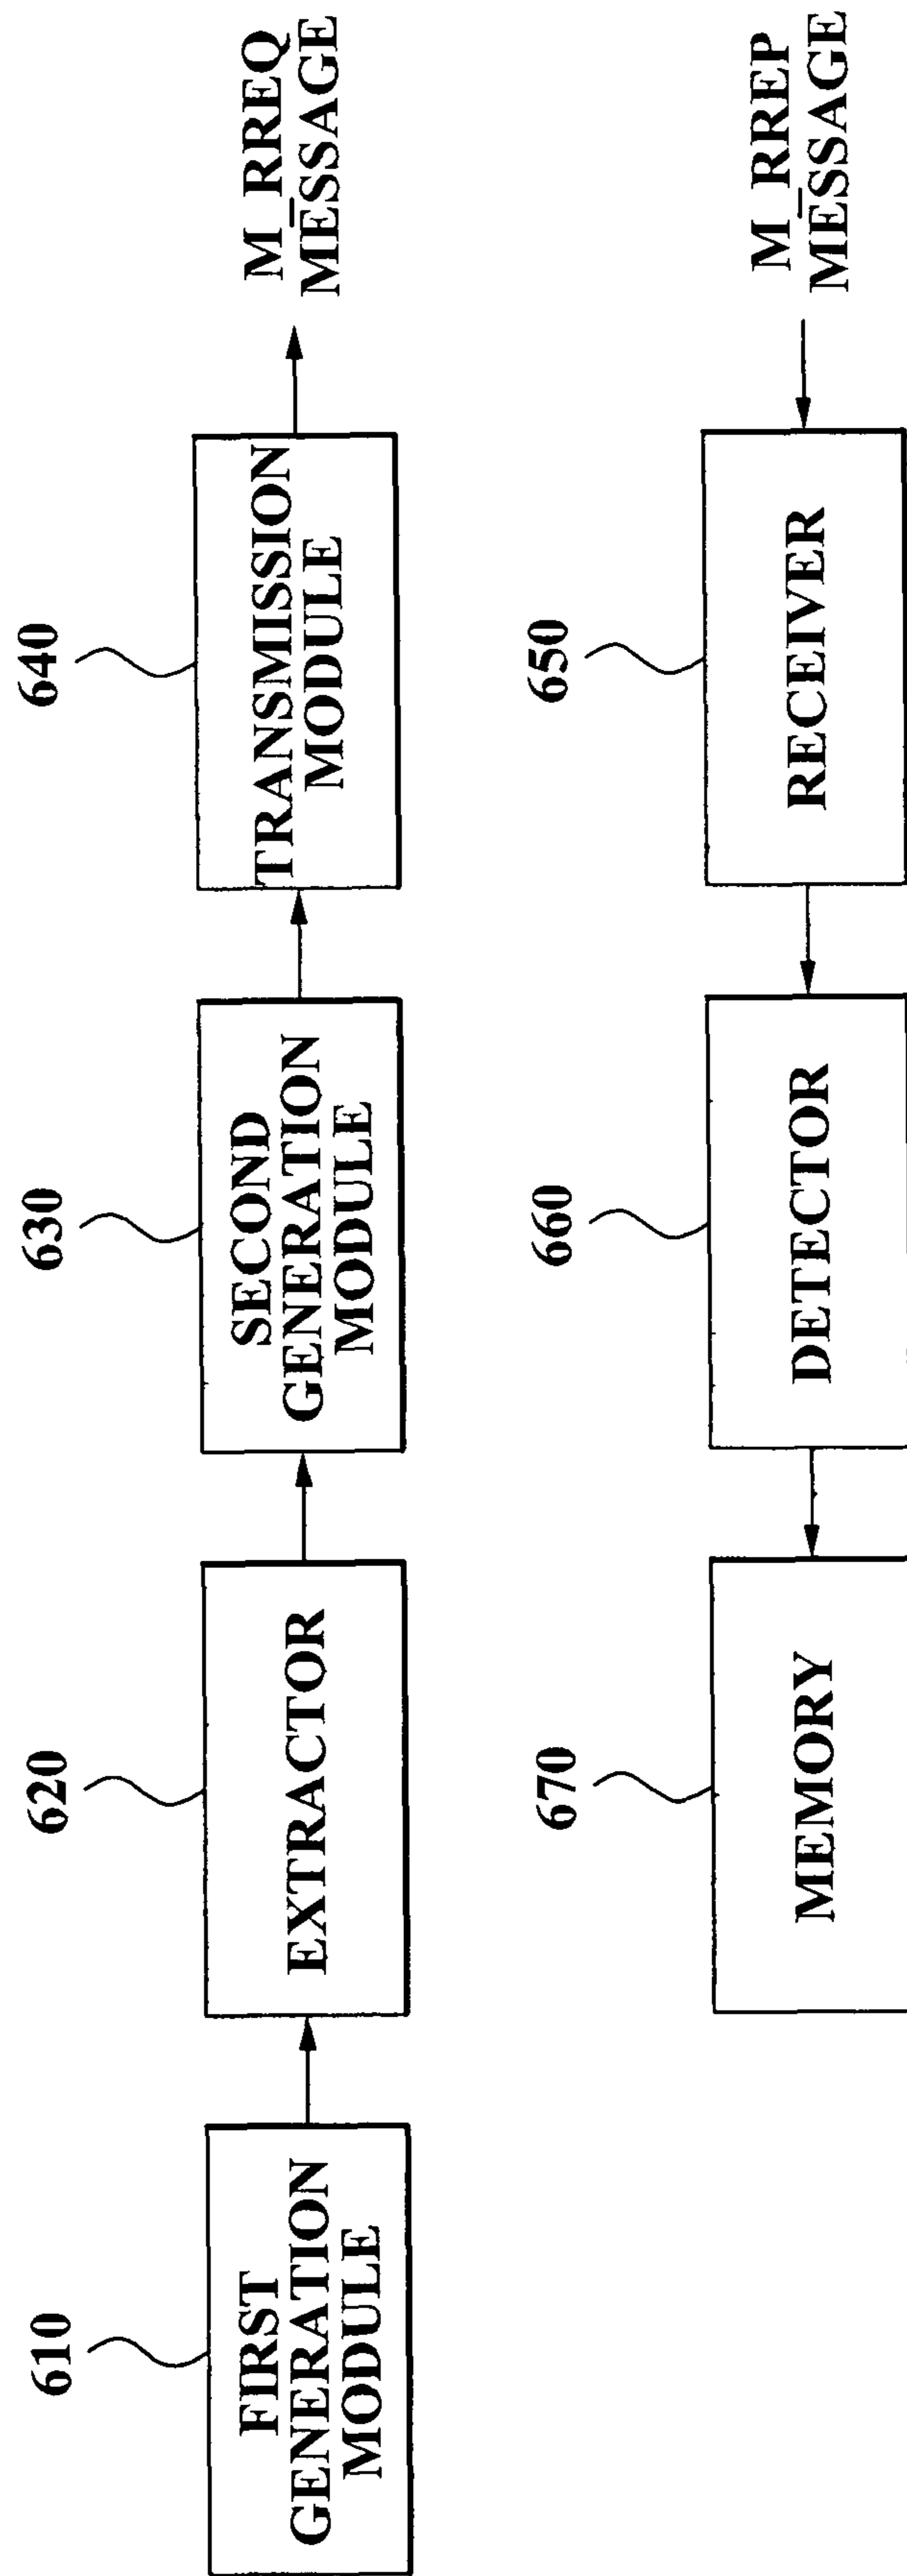 610
FIRST
GENERATION
MODULE
620
EXTRACTOR
630
SECOND
GENERATION
MODULE
640
TRANSMISSION
MODULE
M_RREQ
MESSAGE
670
MEMORY
660
DETECTOR
650
RECEIVER
M_RREP
MESSAGE